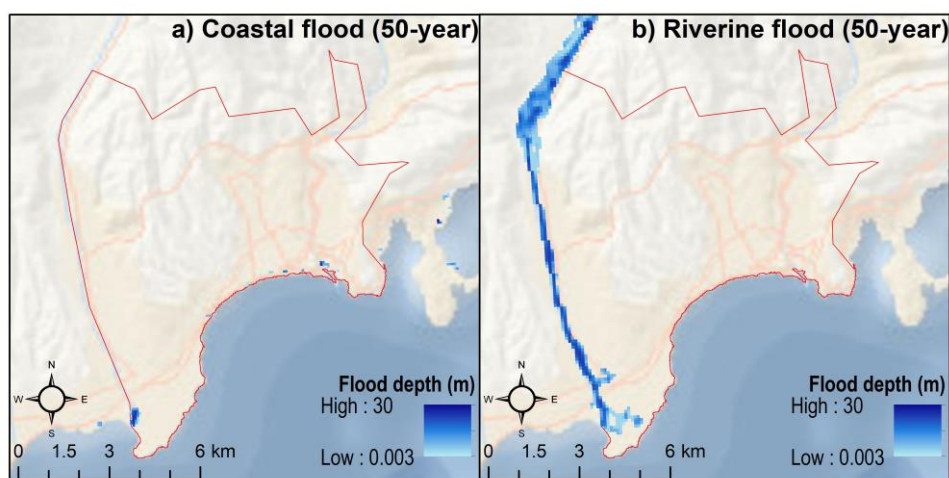 a) Coastal flood (50-year)
N
W E
S
Flood depth (m)
High : 30
Low : 0.003
0 1.5 3 6 km
b) Riverine flood (50-year)
N
W E
S
Flood depth (m)
High : 30
Low : 0.003
0 1.5 3 6 km